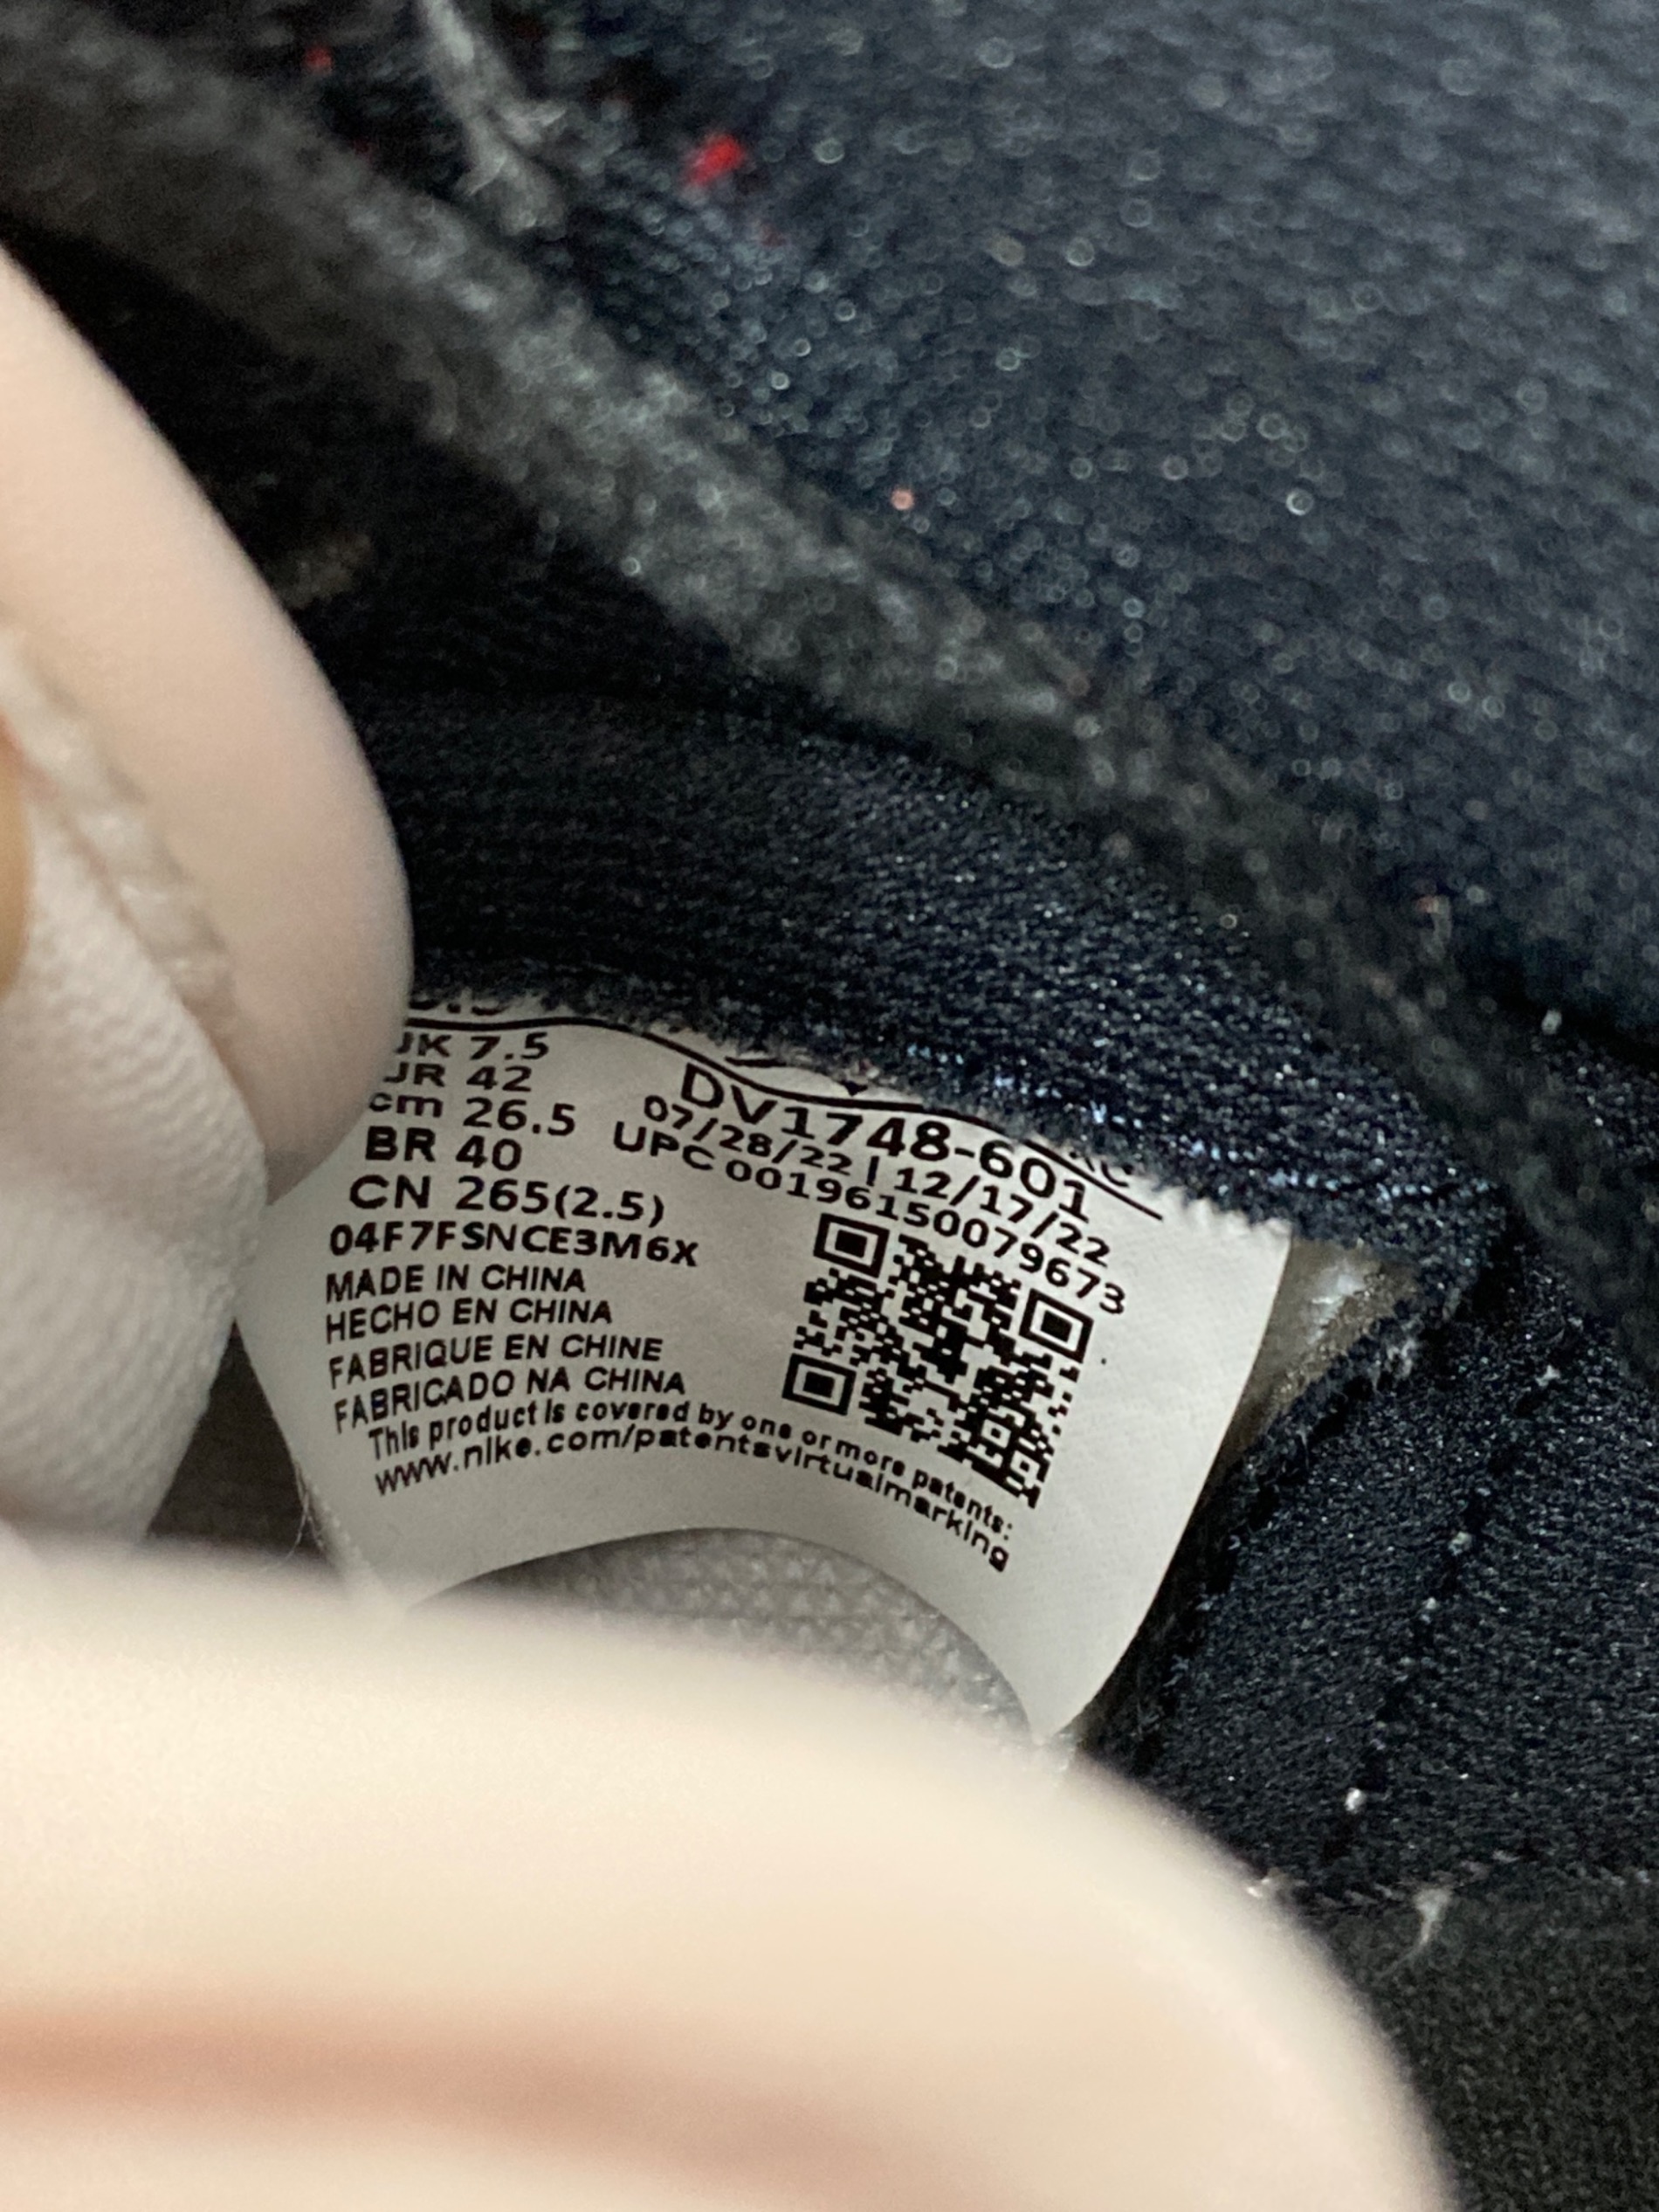 UK 7.5
UR 42
cm 26.5
BR 40
CN 265(2.5)
04F7FSNCE3M6X
MADE IN CHINA
HECHO EN CHINA
FABRIQUE EN CHINE
FABRICADO NA CHINA
DV1748-601
07/28/22 | 12/17/22
UPC 00196150079673
This product is covered by one or more patents:
www.nike.com/patentsvirtualmarking